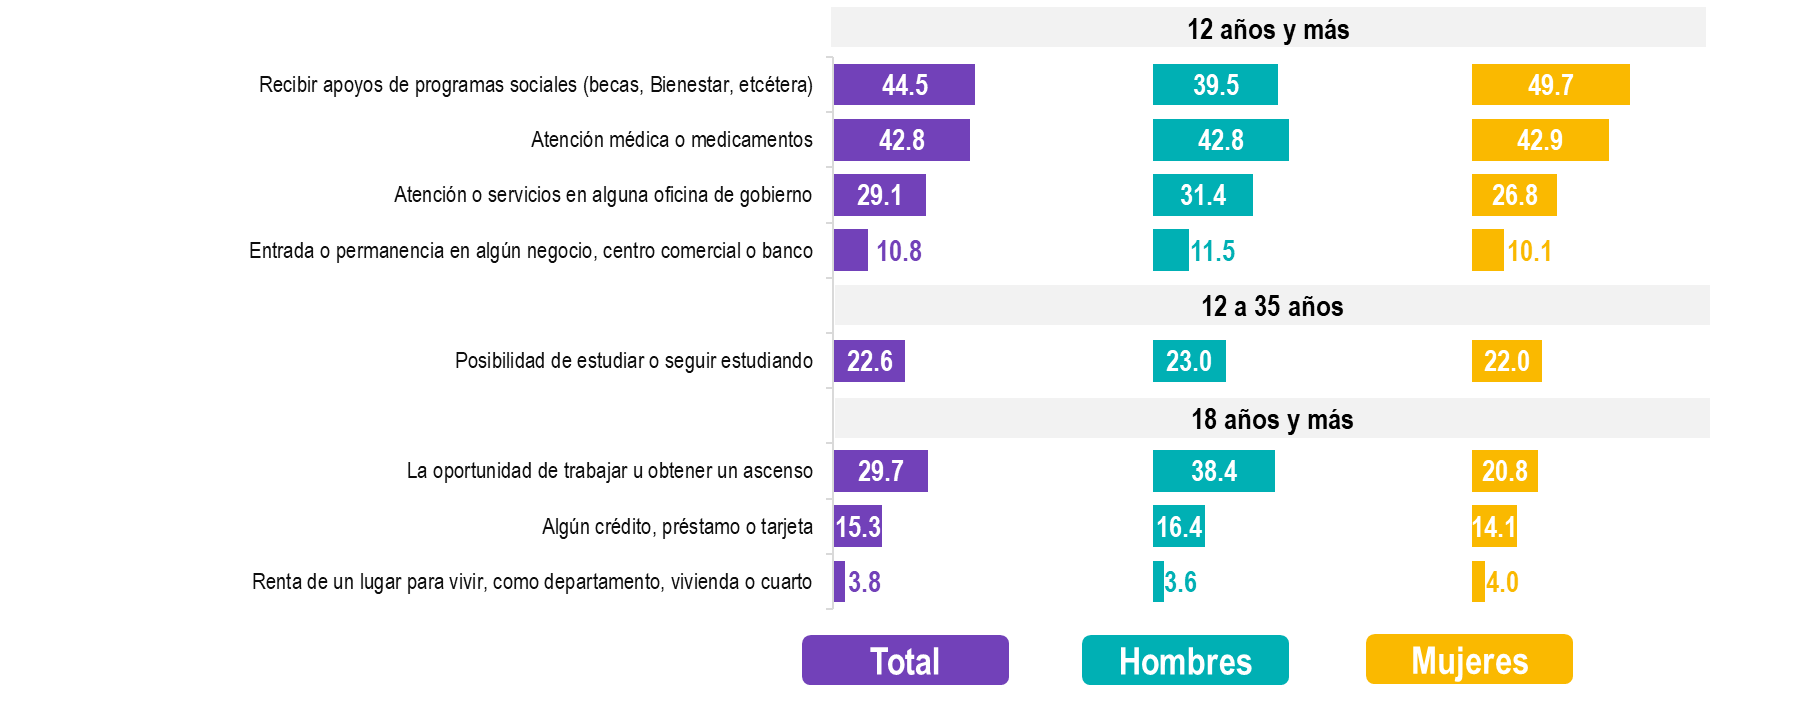 12 años y más
Recibir apoyos de programas sociales (becas, Bienestar, etcétera) 44.5 39.5 49.7
Atención médica o medicamentos 42.8 42.8 42.9
Atención o servicios en alguna oficina de gobierno 29.1 31.4 26.8
Entrada o permanencia en algún negocio, centro comercial o banco 10.8 11.5 10.1
12 a 35 años
Posibilidad de estudiar o seguir estudiando 22.6 23.0 22.0
18 años y más
La oportunidad de trabajar u obtener un ascenso 29.7 38.4 20.8
Algún crédito, préstamo o tarjeta 15.3 16.4 14.1
Renta de un lugar para vivir, como departamento, vivienda o cuarto 3.8 3.6 4.0
Total Hombres Mujeres